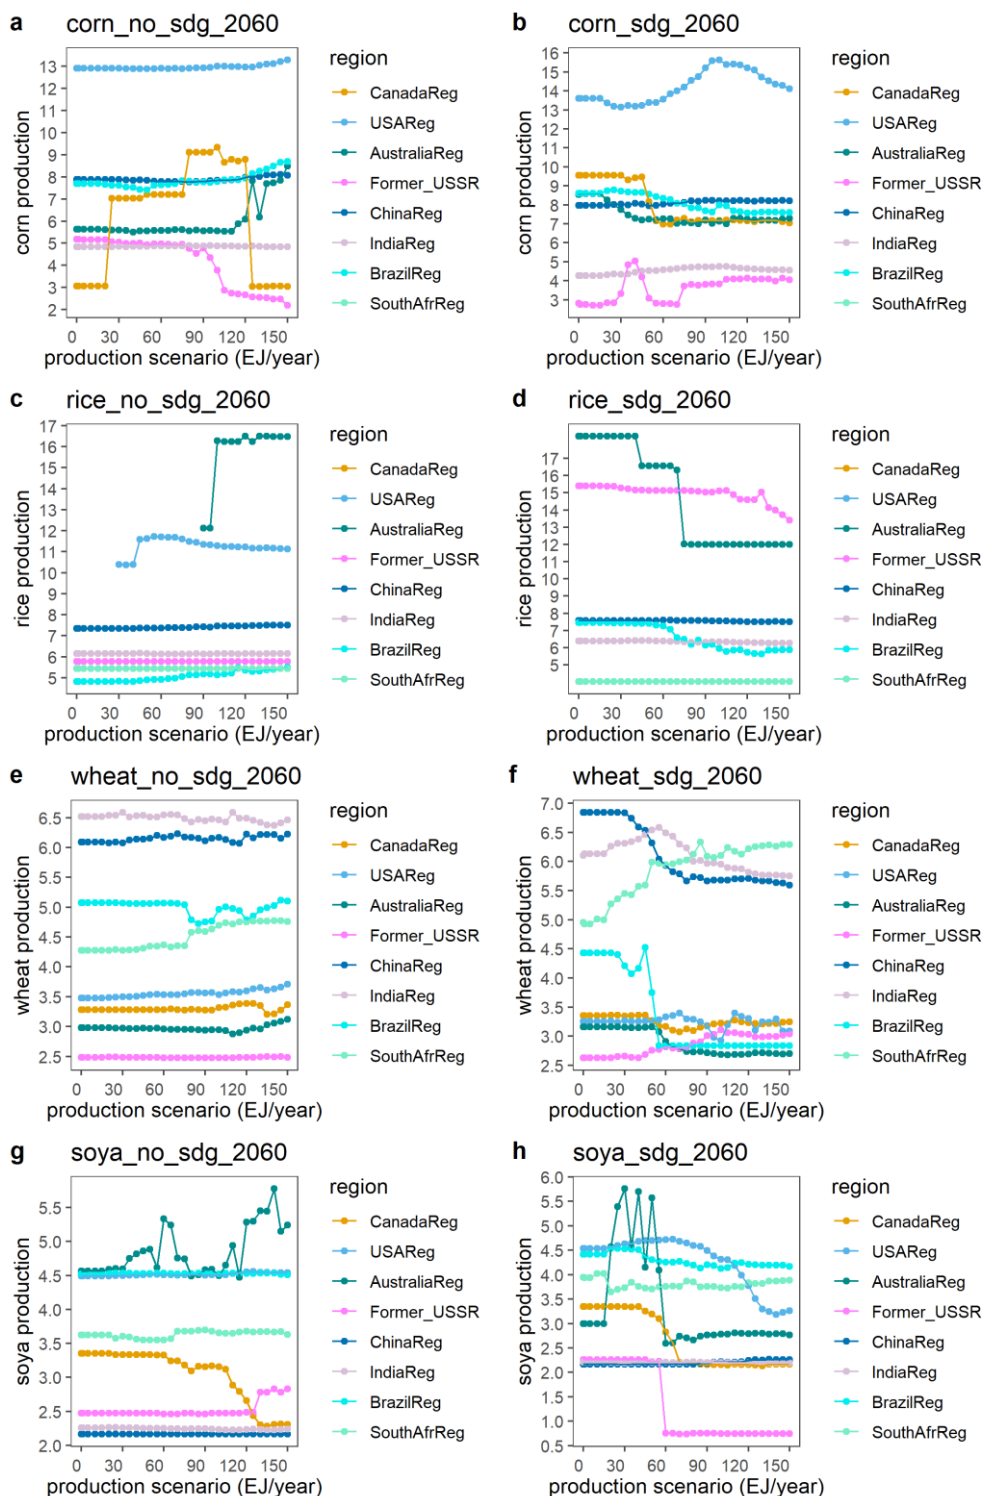 a corn_no_sdg_2060
corn production
13
12
11
10
9
8
7
6
5
4
3
2
0 30 60 90 120 150
production scenario (EJ/year)
region
CanadaReg
USAReg
AustraliaReg
Former_USSR
ChinaReg
IndiaReg
BrazilReg
SouthAfrReg
b corn_sdg_2060
corn production
16
15
14
13
12
11
10
9
8
7
6
5
4
3
0 30 60 90 120 150
production scenario (EJ/year)
region
CanadaReg
USAReg
AustraliaReg
Former_USSR
ChinaReg
IndiaReg
BrazilReg
SouthAfrReg
c rice_no_sdg_2060
rice production
17
16
15
14
13
12
11
10
9
8
7
6
5
0 30 60 90 120 150
production scenario (EJ/year)
region
CanadaReg
USAReg
AustraliaReg
Former_USSR
ChinaReg
IndiaReg
BrazilReg
SouthAfrReg
d rice_sdg_2060
rice production
17
16
15
14
13
12
11
10
9
8
7
6
5
0 30 60 90 120 150
production scenario (EJ/year)
region
CanadaReg
USAReg
AustraliaReg
Former_USSR
ChinaReg
IndiaReg
BrazilReg
SouthAfrReg
e wheat_no_sdg_2060
wheat production
6.5
6.0
5.5
5.0
4.5
4.0
3.5
3.0
2.5
0 30 60 90 120 150
production scenario (EJ/year)
region
CanadaReg
USAReg
AustraliaReg
Former_USSR
ChinaReg
IndiaReg
BrazilReg
SouthAfrReg
f wheat_sdg_2060
wheat production
7.0
6.5
6.0
5.5
5.0
4.5
4.0
3.5
3.0
2.5
0 30 60 90 120 150
production scenario (EJ/year)
region
CanadaReg
USAReg
AustraliaReg
Former_USSR
ChinaReg
IndiaReg
BrazilReg
SouthAfrReg
g soya_no_sdg_2060
soya production
5.5
5.0
4.5
4.0
3.5
3.0
2.5
2.0
0 30 60 90 120 150
production scenario (EJ/year)
region
CanadaReg
USAReg
AustraliaReg
Former_USSR
ChinaReg
IndiaReg
BrazilReg
SouthAfrReg
h soya_sdg_2060
soya production
6.0
5.5
5.0
4.5
4.0
3.5
3.0
2.5
2.0
1.5
1.0
0.5
0 30 60 90 120 150
production scenario (EJ/year)
region
CanadaReg
USAReg
AustraliaReg
Former_USSR
ChinaReg
IndiaReg
BrazilReg
SouthAfrReg